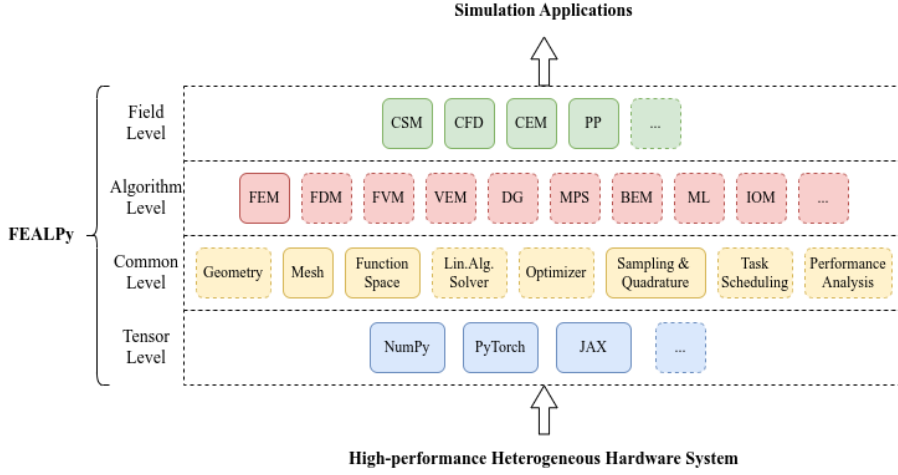 Simulation Applications
Field
Level
CSM
CFD
CEM
PP
...
Algorithm
Level
FEM
FDM
FVM
VEM
DG
MPS
BEM
ML
IOM
...
FEALPy
Common
Level
Geometry
Mesh
Function
Space
Lin.Alg.
Solver
Optimizer
Sampling &
Quadrature
Task
Scheduling
Performance
Analysis
Tensor
Level
NumPy
PyTorch
JAX
...
High-performance Heterogeneous Hardware System